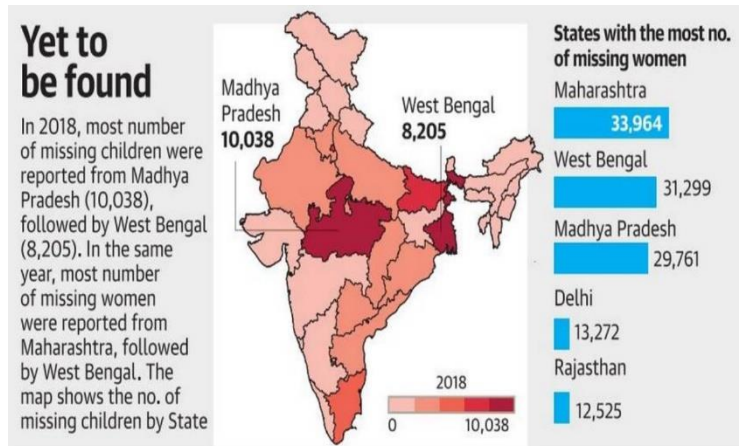 Yet to
be found
In 2018, most number
of missing children were
reported from Madhya
Pradesh (10,038),
followed by West Bengal
(8,205). In the same
year, most number
of missing women
were reported from
Maharashtra, followed
by West Bengal. The
map shows the no. of
missing children by State
Madhya
Pradesh
10,038
West Bengal
8,205
2018
0
10,038
States with the most no.
of missing women
Maharashtra
33,964
West Bengal
31,299
Madhya Pradesh
29,761
Delhi
13,272
Rajasthan
12,525